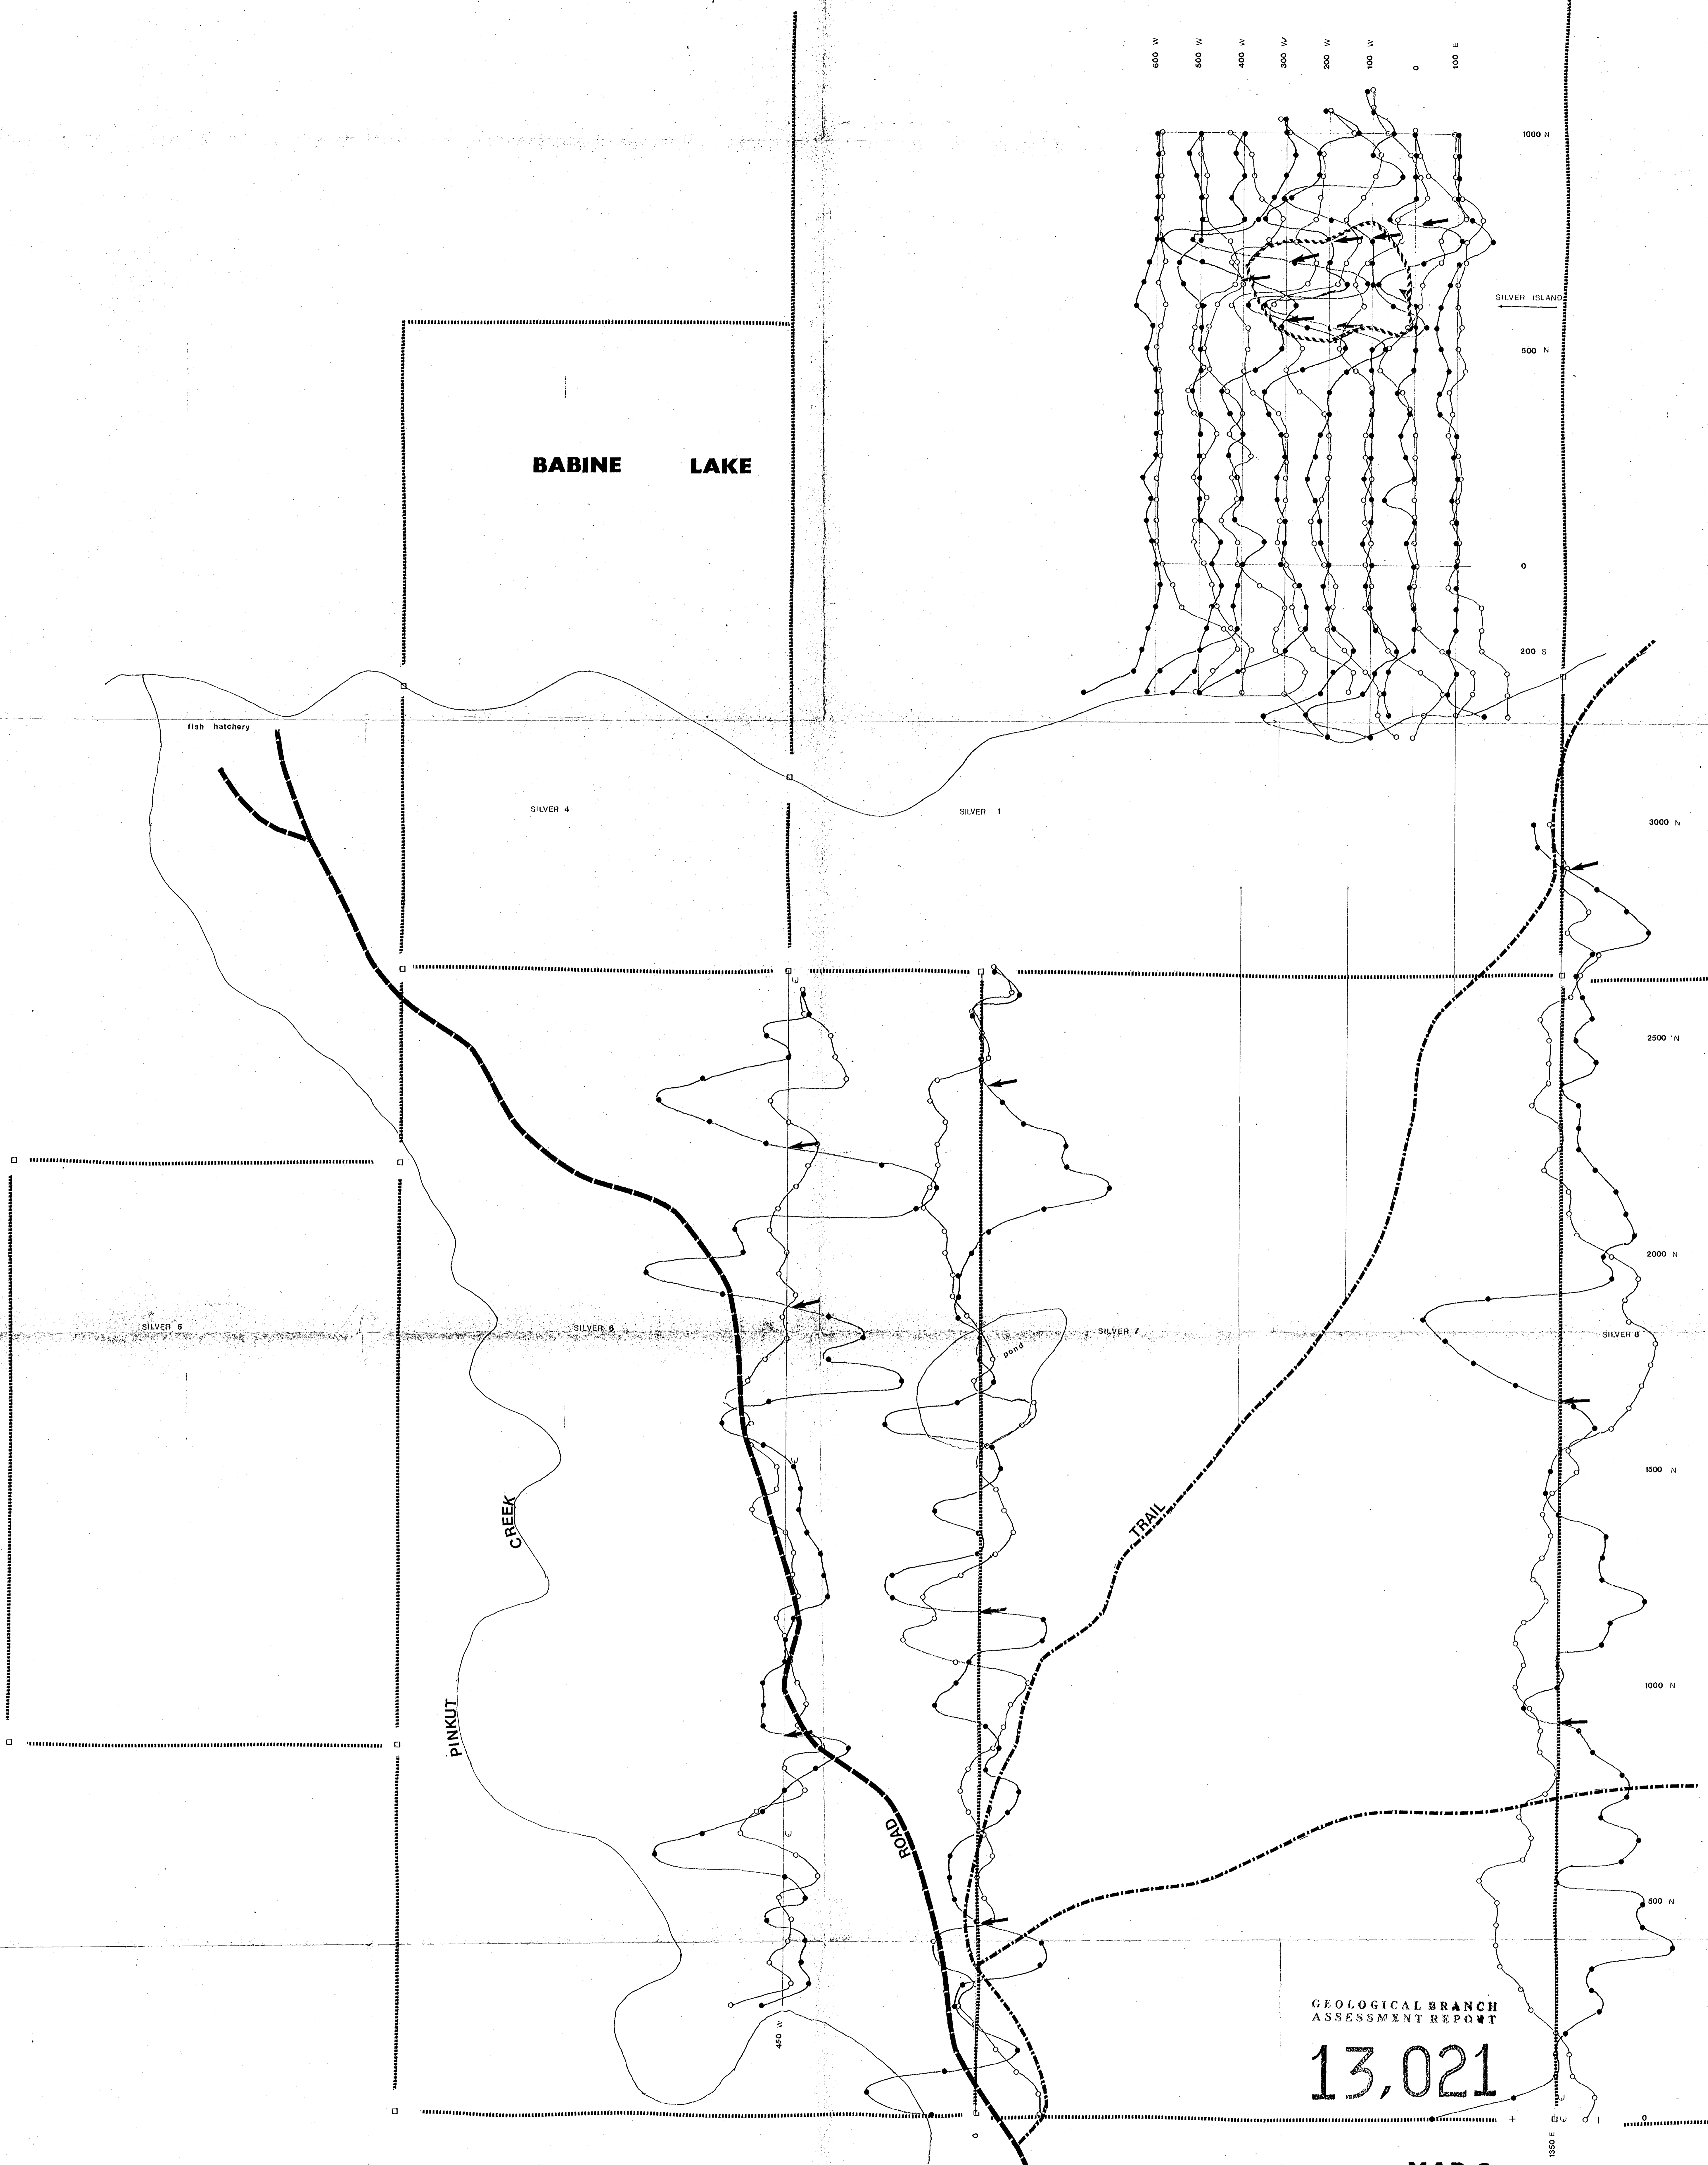 600 W
500 W
400 W
300 W
200 W
100 W
0
100 E
1000 N
SILVER ISLAND
500 N
BABINE LAKE
0
200 S
fish hatchery
SILVER 4
SILVER 1
3000 N
2500 N
2000 N
SILVER 5
SILVER 6
SILVER 7
SILVER 8
pond
1500 N
CREEK
TRAIL
1000 N
PINKUT
ROAD
500 N
GEOLOGICAL BRANCH
ASSESSMENT REPORT
13,021
450 W
0
1350 E
0